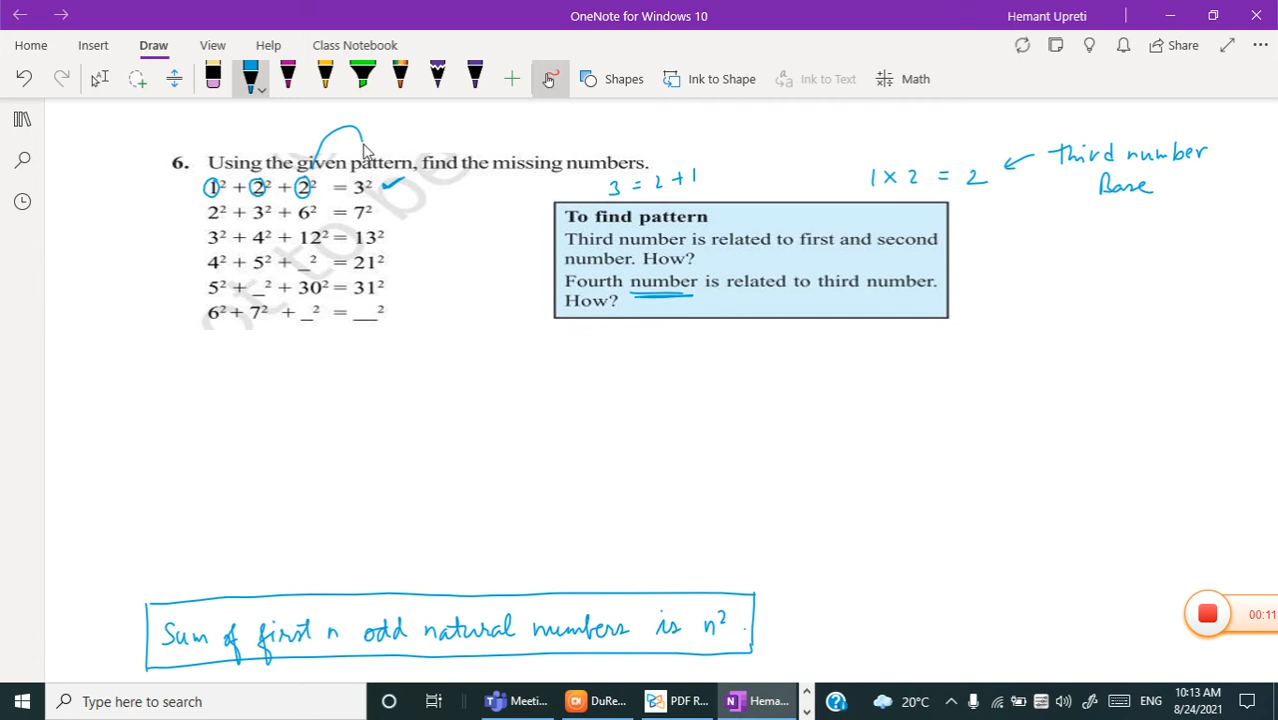 OneNote for Windows 10
Hemant Upreti
Home Insert Draw View Help Class Notebook
Share
Shapes Ink to Shape Ink to Text Math
6. Using the given pattern, find the missing numbers.
1² + 2² + 2² = 3²
2² + 3² + 6² = 7²
3² + 4² + 12² = 13²
4² + 5² + _² = 21²
5² + _² + 30² = 31²
6² + 7² + _² = __²
3 = 2 + 1
1 × 2 = 2 ← Third number
Base
To find pattern
Third number is related to first and second
number. How?
Fourth number is related to third number.
How?
Sum of first n odd natural numbers is n².
00:11
Type here to search
Meeti...
DuRe...
PDF R...
Hema...
20°C
ENG
10:13 AM
8/24/2021